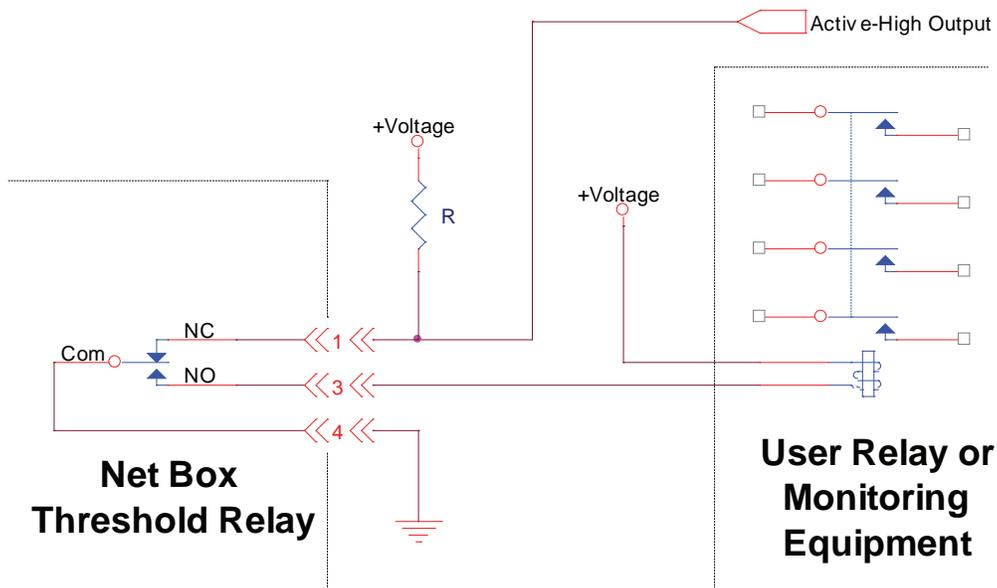 Active-High Output
+Voltage
R
+Voltage
NC
1
Com
NO
3
4
Net Box
Threshold Relay
User Relay or
Monitoring
Equipment